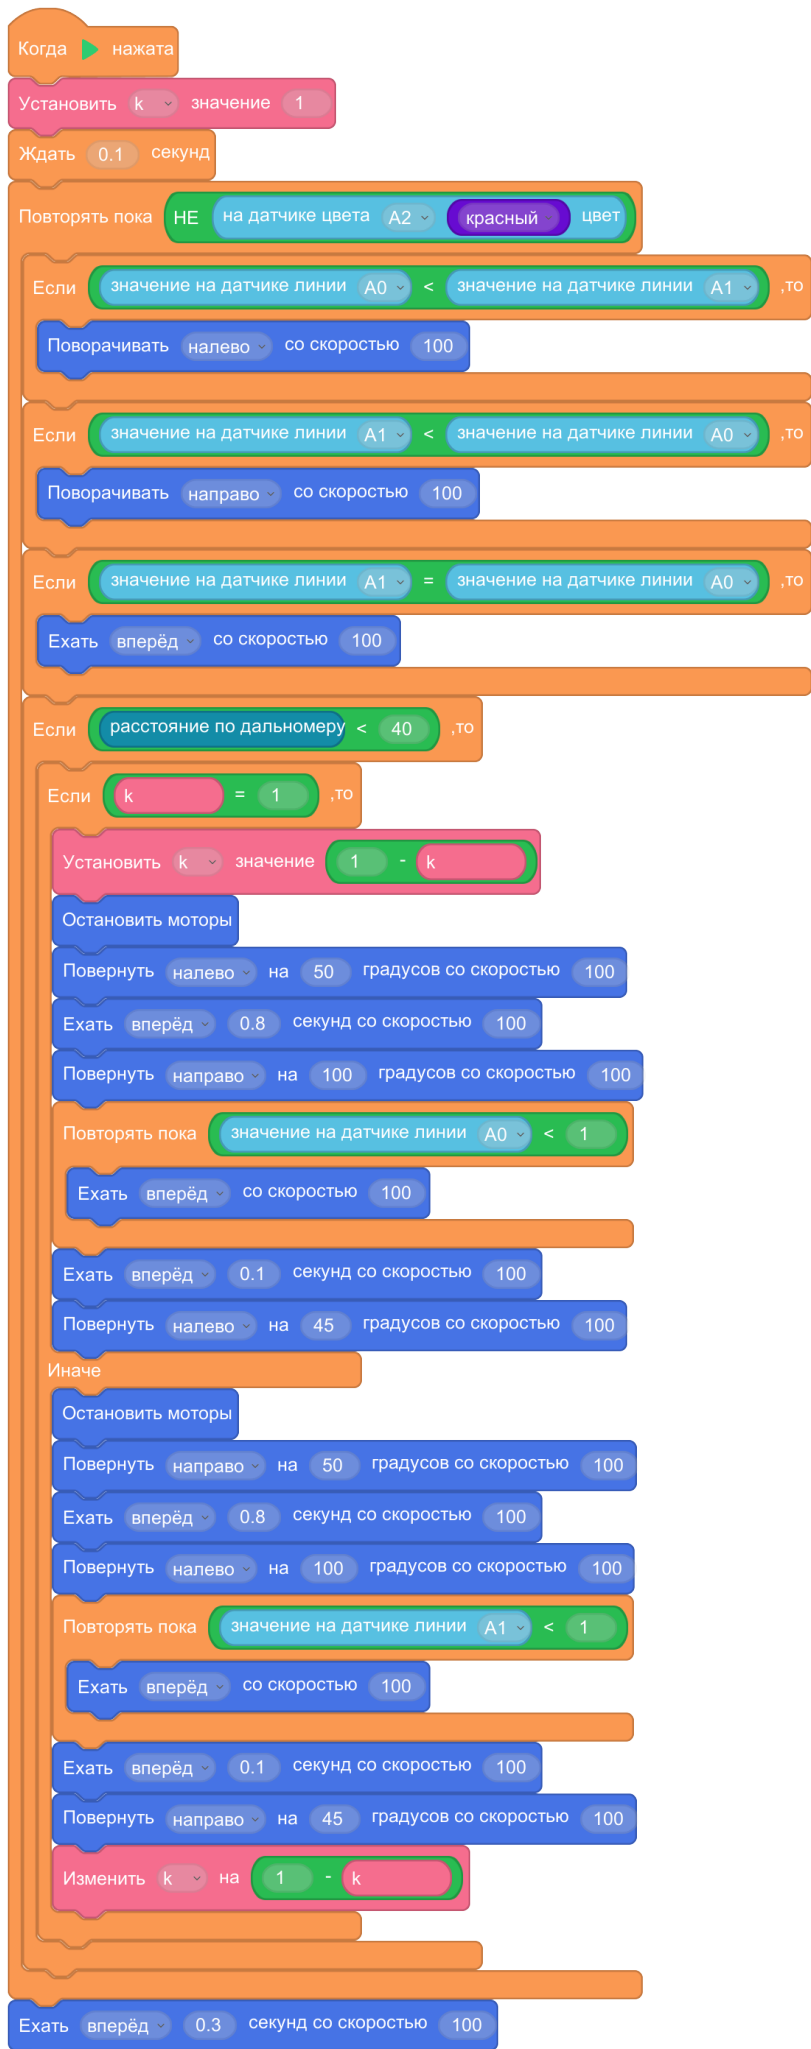 Когда нажата
Установить k значение 1
Ждать 0.1 секунд
Повторять пока НЕ на датчике цвета A2 красный цвет
Если значение на датчике линии A0 < значение на датчике линии A1 ,то
Поворачивать налево со скоростью 100
Если значение на датчике линии A1 < значение на датчике линии A0 ,то
Поворачивать направо со скоростью 100
Если значение на датчике линии A1 = значение на датчике линии A0 ,то
Ехать вперёд со скоростью 100
Если расстояние по дальномеру < 40 ,то
Если k = 1 ,то
Установить k значение 1 - k
Остановить моторы
Повернуть налево на 50 градусов со скоростью 100
Ехать вперёд 0.8 секунд со скоростью 100
Повернуть направо на 100 градусов со скоростью 100
Повторять пока значение на датчике линии A0 < 1
Ехать вперёд со скоростью 100
Ехать вперёд 0.1 секунд со скоростью 100
Повернуть налево на 45 градусов со скоростью 100
Иначе
Остановить моторы
Повернуть направо на 50 градусов со скоростью 100
Ехать вперёд 0.8 секунд со скоростью 100
Повернуть налево на 100 градусов со скоростью 100
Повторять пока значение на датчике линии A1 < 1
Ехать вперёд со скоростью 100
Ехать вперёд 0.1 секунд со скоростью 100
Повернуть направо на 45 градусов со скоростью 100
Изменить k на 1 - k
Ехать вперёд 0.3 секунд со скоростью 100